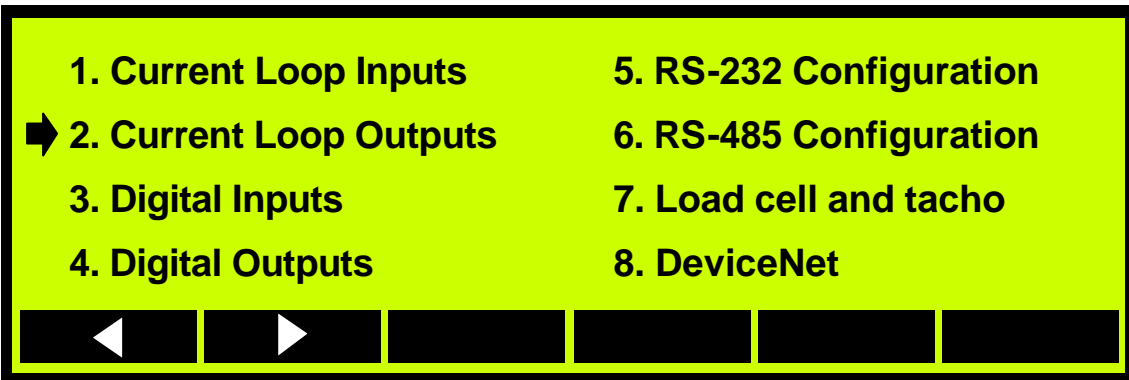 1. Current Loop Inputs
2. Current Loop Outputs
3. Digital Inputs
4. Digital Outputs
5. RS-232 Configuration
6. RS-485 Configuration
7. Load cell and tacho
8. DeviceNet